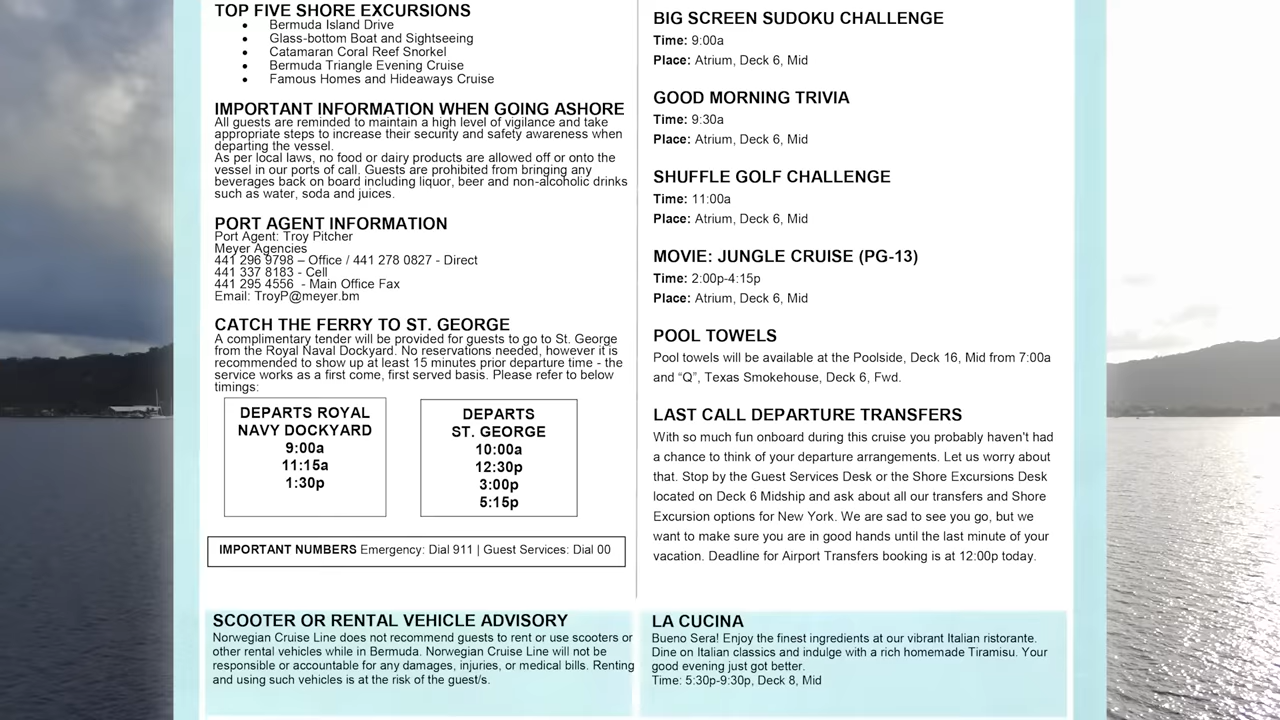 TOP FIVE SHORE EXCURSIONS
• Bermuda Island Drive
• Glass-bottom Boat and Sightseeing
• Catamaran Coral Reef Snorkel
• Bermuda Triangle Evening Cruise
• Famous Homes and Hideaways Cruise
IMPORTANT INFORMATION WHEN GOING ASHORE
All guests are reminded to maintain a high level of vigilance and take
appropriate steps to increase their security and safety awareness when
departing the vessel.
As per local laws, no food or dairy products are allowed off or onto the
vessel in our ports of call. Guests are prohibited from bringing any
beverages back on board including liquor, beer and non-alcoholic drinks
such as water, soda and juices.
PORT AGENT INFORMATION
Port Agent: Troy Pitcher
Meyer Agencies
441 296 9798 – Office / 441 278 0827 - Direct
441 337 8183 - Cell
441 295 4556 - Main Office Fax
Email: TroyP@meyer.bm
CATCH THE FERRY TO ST. GEORGE
A complimentary tender will be provided for guests to go to St. George
from the Royal Naval Dockyard. No reservations needed, however it is
recommended to show up at least 15 minutes prior departure time - the
service works as a first come, first served basis. Please refer to below
timings:
DEPARTS ROYAL
NAVY DOCKYARD
9:00a
11:15a
1:30p
DEPARTS
ST. GEORGE
10:00a
12:30p
3:00p
5:15p
IMPORTANT NUMBERS Emergency: Dial 911 | Guest Services: Dial 00
BIG SCREEN SUDOKU CHALLENGE
Time: 9:00a
Place: Atrium, Deck 6, Mid
GOOD MORNING TRIVIA
Time: 9:30a
Place: Atrium, Deck 6, Mid
SHUFFLE GOLF CHALLENGE
Time: 11:00a
Place: Atrium, Deck 6, Mid
MOVIE: JUNGLE CRUISE (PG-13)
Time: 2:00p-4:15p
Place: Atrium, Deck 6, Mid
POOL TOWELS
Pool towels will be available at the Poolside, Deck 16, Mid from 7:00a
and “Q”, Texas Smokehouse, Deck 6, Fwd.
LAST CALL DEPARTURE TRANSFERS
With so much fun onboard during this cruise you probably haven't had
a chance to think of your departure arrangements. Let us worry about
that. Stop by the Guest Services Desk or the Shore Excursions Desk
located on Deck 6 Midship and ask about all our transfers and Shore
Excursion options for New York. We are sad to see you go, but we
want to make sure you are in good hands until the last minute of your
vacation. Deadline for Airport Transfers booking is at 12:00p today.
SCOOTER OR RENTAL VEHICLE ADVISORY
Norwegian Cruise Line does not recommend guests to rent or use scooters or
other rental vehicles while in Bermuda. Norwegian Cruise Line will not be
responsible or accountable for any damages, injuries, or medical bills. Renting
and using such vehicles is at the risk of the guest/s.
LA CUCINA
Bueno Sera! Enjoy the finest ingredients at our vibrant Italian ristorante.
Dine on Italian classics and indulge with a rich homemade Tiramisu. Your
good evening just got better.
Time: 5:30p-9:30p, Deck 8, Mid